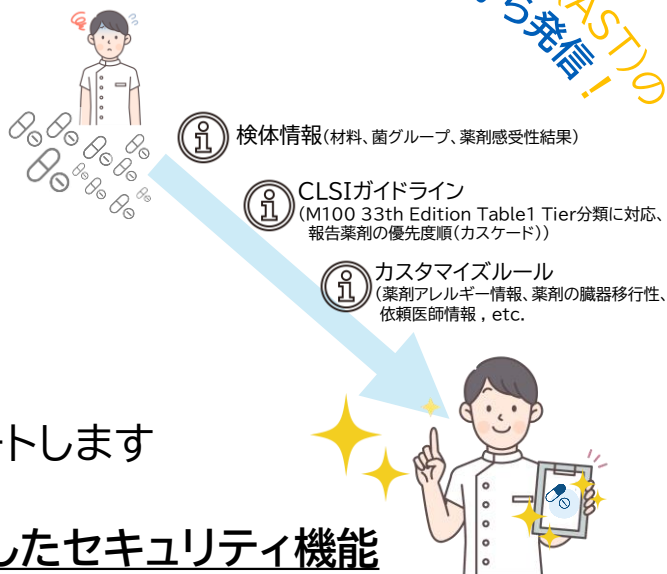 AST)の
ら発信！
検体情報(材料、菌グループ、薬剤感受性結果)
CLSIガイドライン
(M100 33th Edition Table1 Tier分類に対応、
報告薬剤の優先度順(カスケード))
カスタマイズルール
(薬剤アレルギー情報、薬剤の臓器移行性、
依頼医師情報 , etc.
ートします
したセキュリティ機能